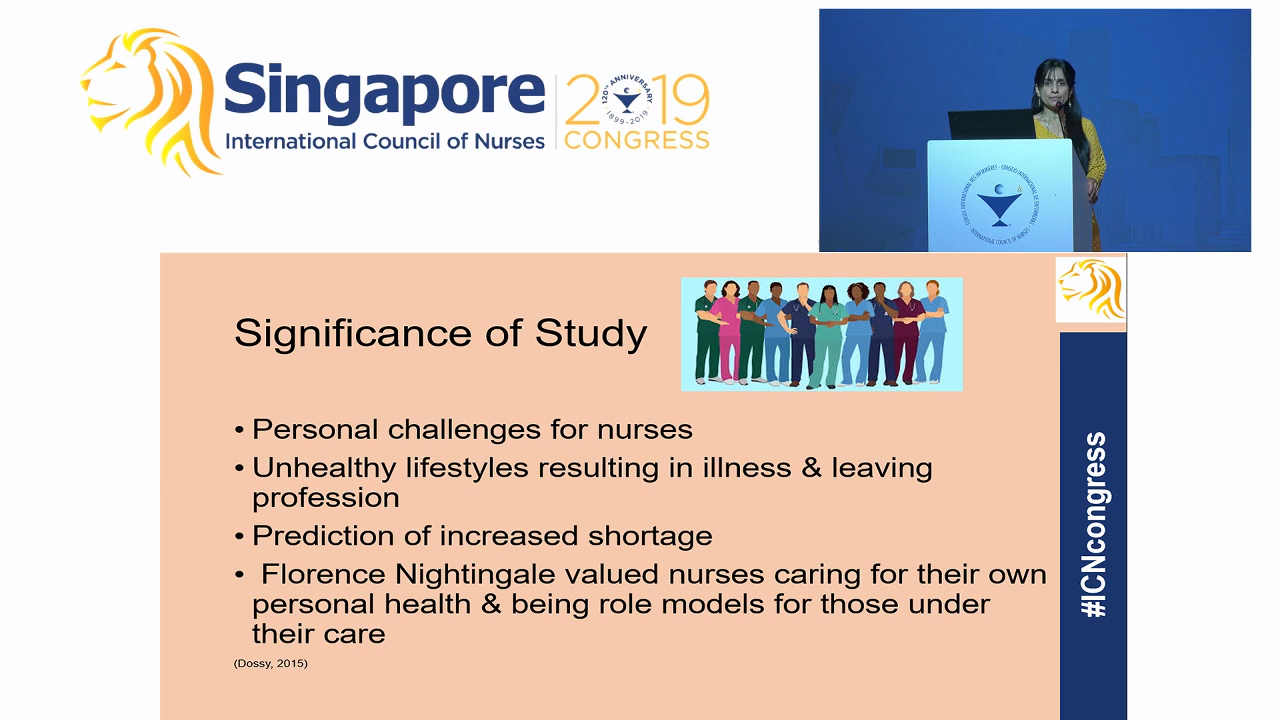 Singapore
International Council of Nurses
2019
120TH ANNIVERSARY
1899-2019
CONGRESS
Significance of Study
• Personal challenges for nurses
• Unhealthy lifestyles resulting in illness & leaving
profession
• Prediction of increased shortage
• Florence Nightingale valued nurses caring for their own
personal health & being role models for those under
their care
(Dossy, 2015)
#ICNcongress